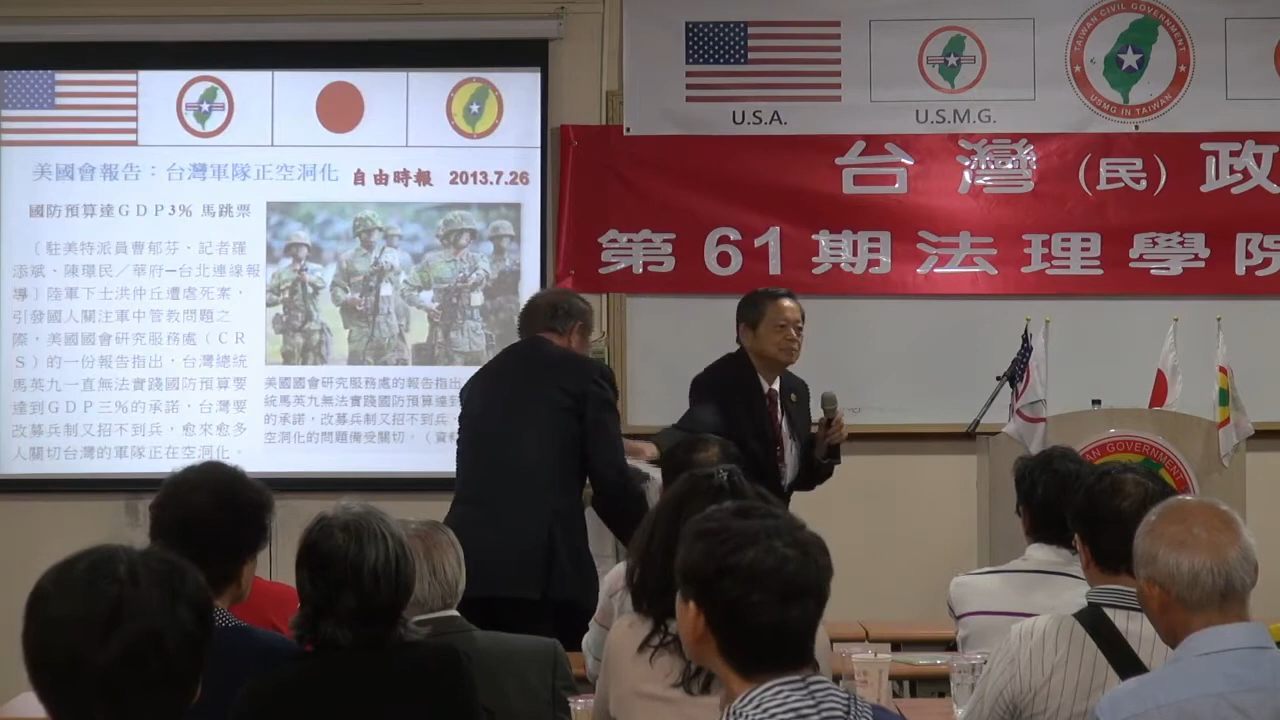 美國會報告：台灣軍隊正空洞化 自由時報 2013.7.26
國防預算達GDP3% 馬跳票
〔駐美特派員曹郁芬、記者羅
添斌、陳璟民／華府—台北連線報
導〕陸軍下士洪仲丘遭虐死案，
引發國人關注軍中管教問題之
際，美國國會研究服務處（CR
S）的一份報告指出，台灣總統
馬英九一直無法實踐國防預算要
達到GDP三%的承諾，台灣要
改募兵制又招不到兵，愈來愈多
人關切台灣的軍隊正在空洞化。
美國國會研究服務處的報告指出
統馬英九無法實踐國防預算達到
的承諾，改募兵制又招不到兵
空洞化的問題備受關切。（資料
U.S.A.
U.S.M.G.
TAIWAN CIVIL GOVERNMENT
USMG IN TAIWAN
台灣(民)政
第61期法理學院
TAIWAN GOVERNMENT